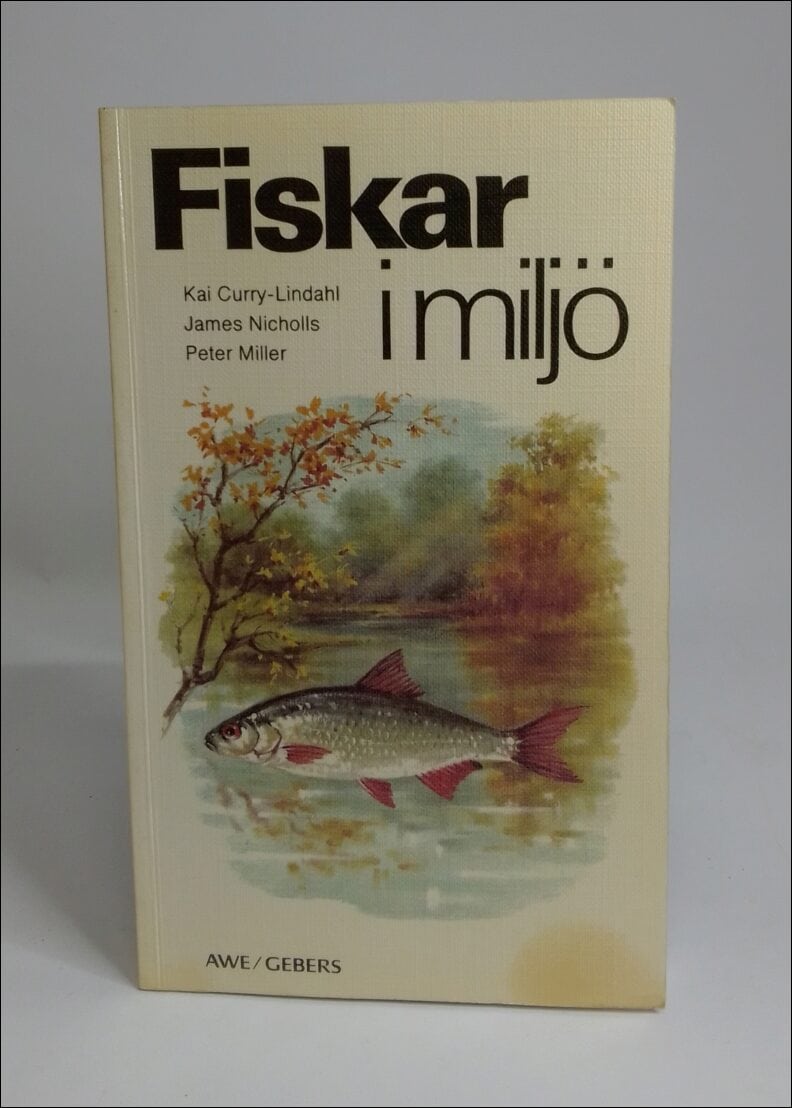 Fiskar
i miljö
Kai Curry-Lindahl
James Nicholls
Peter Miller
AWE/GEBERS